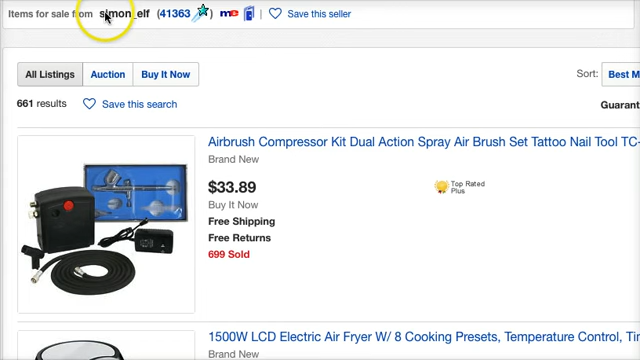 Items for sale from simon_elf (41363) me Save this seller
All Listings Auction Buy It Now Sort: Best M
661 results Save this search Guarant
Airbrush Compressor Kit Dual Action Spray Air Brush Set Tattoo Nail Tool TC-
Brand New
$33.89 Top Rated
Plus
Buy It Now
Free Shipping
Free Returns
699 Sold
1500W LCD Electric Air Fryer W/ 8 Cooking Presets, Temperature Control, Tir
Brand New